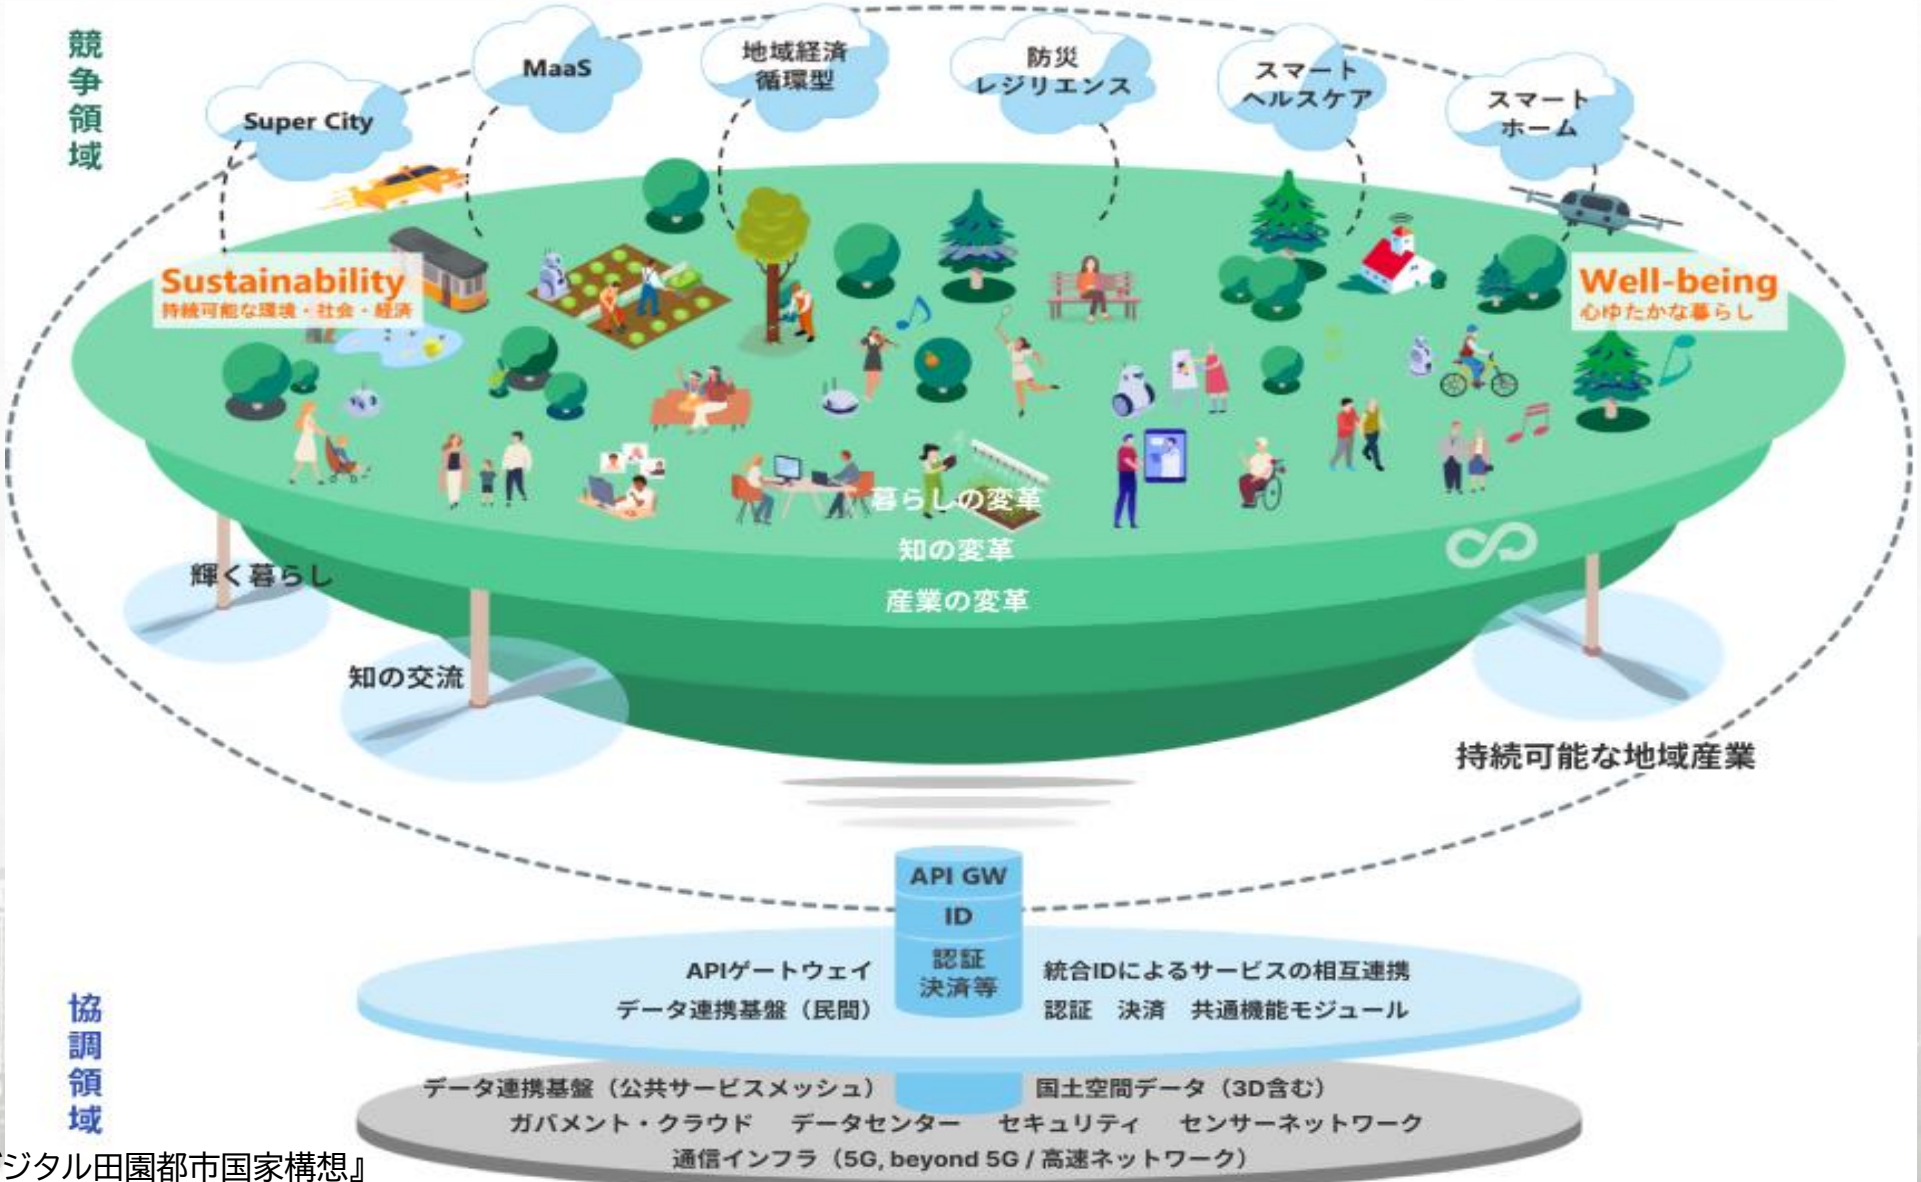 競争領域
Super City
MaaS
地域経済
循環型
防災
レジリエンス
スマート
ヘルスケア
スマート
ホーム
Sustainability
持続可能な環境・社会・経済
Well-being
心ゆたかな暮らし
暮らしの変革
知の変革
産業の変革
輝く暮らし
知の交流
持続可能な地域産業
API GW
ID
認証
決済等
APIゲートウェイ
統合IDによるサービスの相互連携
データ連携基盤（民間）
認証　決済　共通機能モジュール
協調領域
データ連携基盤（公共サービスメッシュ）
国土空間データ（3D含む）
ガバメント・クラウド　データセンター　セキュリティ　センサーネットワーク
通信インフラ（5G, beyond 5G / 高速ネットワーク）
ジタル田園都市国家構想』